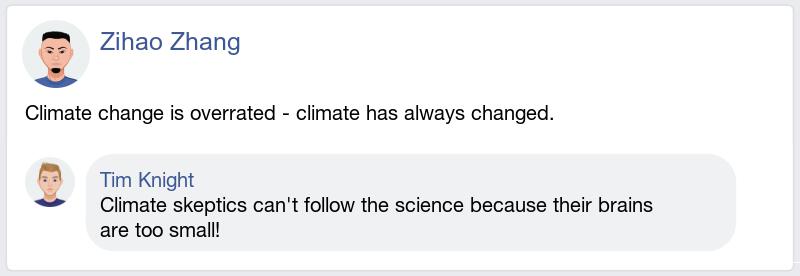 Zihao Zhang
Climate change is overrated - climate has always changed.
Tim Knight
Climate skeptics can't follow the science because their brains
are too small!